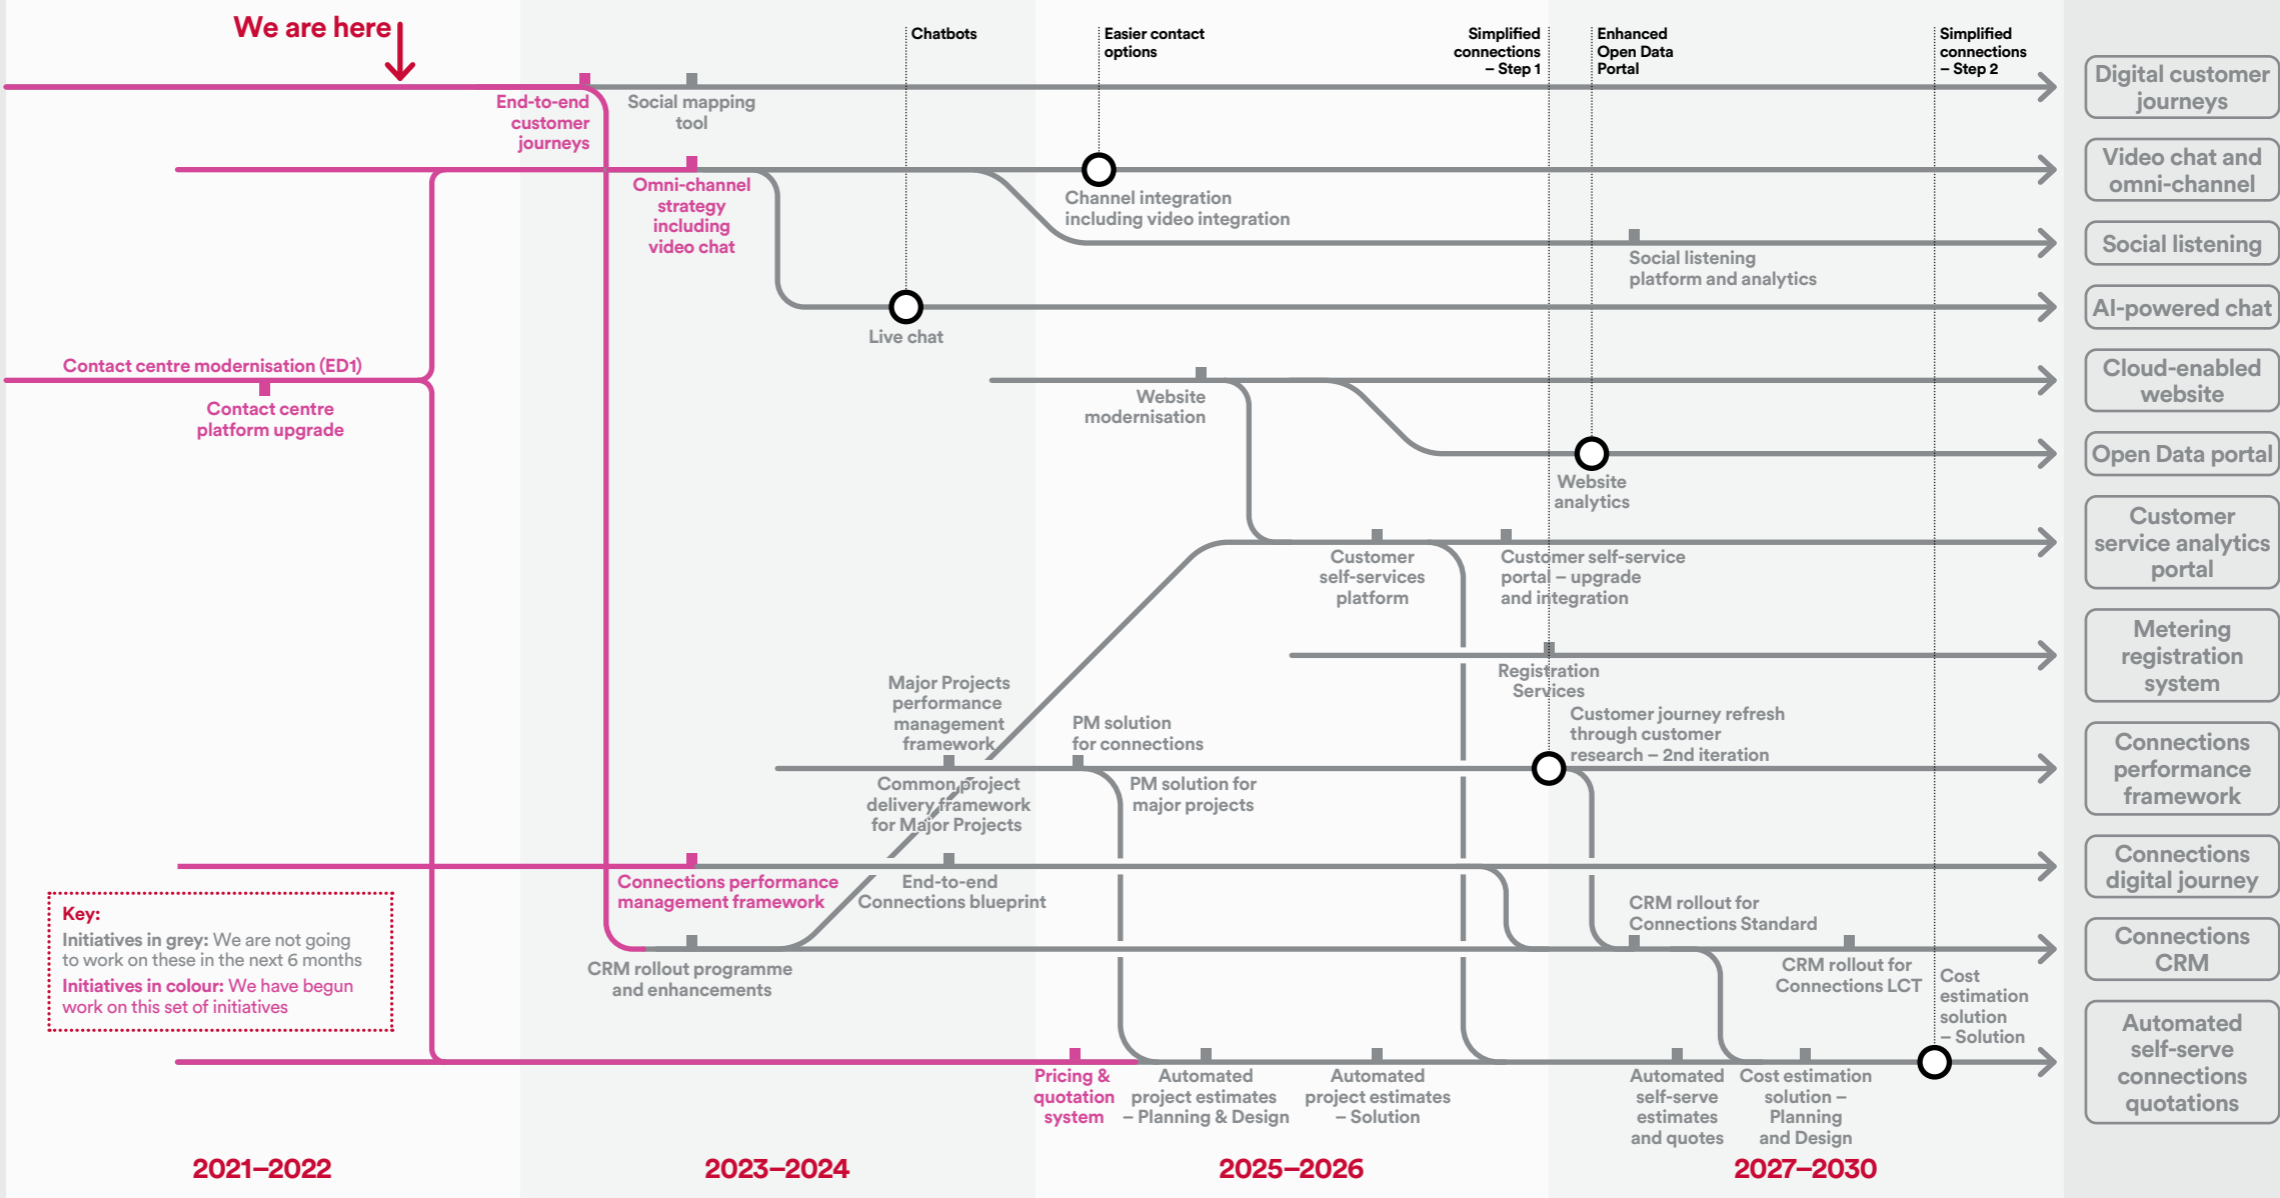 We are here
Chatbots
Easier contact
options
Simplified
connections
– Step 1
Enhanced
Open Data
Portal
Simplified
connections
– Step 2
End-to-end
customer
journeys
Social mapping
tool
Digital customer
journeys
Omni-channel
strategy
including
video chat
Channel integration
including video integration
Video chat and
omni-channel
Social listening
platform and analytics
Social listening
Live chat
AI-powered chat
Contact centre modernisation (ED1)
Contact centre
platform upgrade
Website
modernisation
Cloud-enabled
website
Website
analytics
Open Data portal
Customer
self-services
platform
Customer self-service
portal – upgrade
and integration
Customer
service analytics
portal
Registration
Services
Metering
registration
system
Major Projects
performance
management
framework
Common project
delivery framework
for Major Projects
PM solution
for connections
PM solution for
major projects
Customer journey refresh
through customer
research – 2nd iteration
Connections
performance
framework
Connections performance
management framework
End-to-end
Connections blueprint
Connections
digital journey
CRM rollout programme
and enhancements
CRM rollout for
Connections Standard
CRM rollout for
Connections LCT
Connections
CRM
Key:
Initiatives in grey: We are not going
to work on these in the next 6 months
Initiatives in colour: We have begun
work on this set of initiatives
Cost
estimation
solution
– Solution
Pricing &
quotation
system
Automated
project estimates
– Planning & Design
Automated
project estimates
– Solution
Automated
self-serve
estimates
and quotes
Cost estimation
solution –
Planning
and Design
Automated
self-serve
connections
quotations
2021–2022
2023–2024
2025–2026
2027–2030